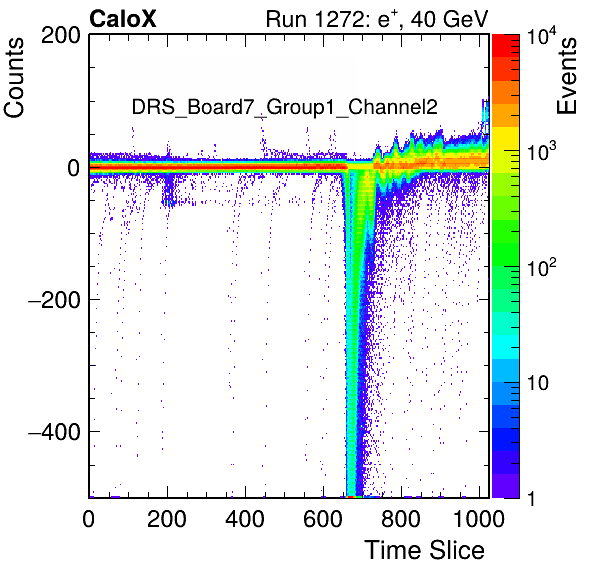 CaloX Run 1272: e⁺, 40 GeV
Counts
Events
DRS_Board7_Group1_Channel2
200
0
−200
−400
0 200 400 600 800 1000
Time Slice
10⁴
10³
10²
10
1